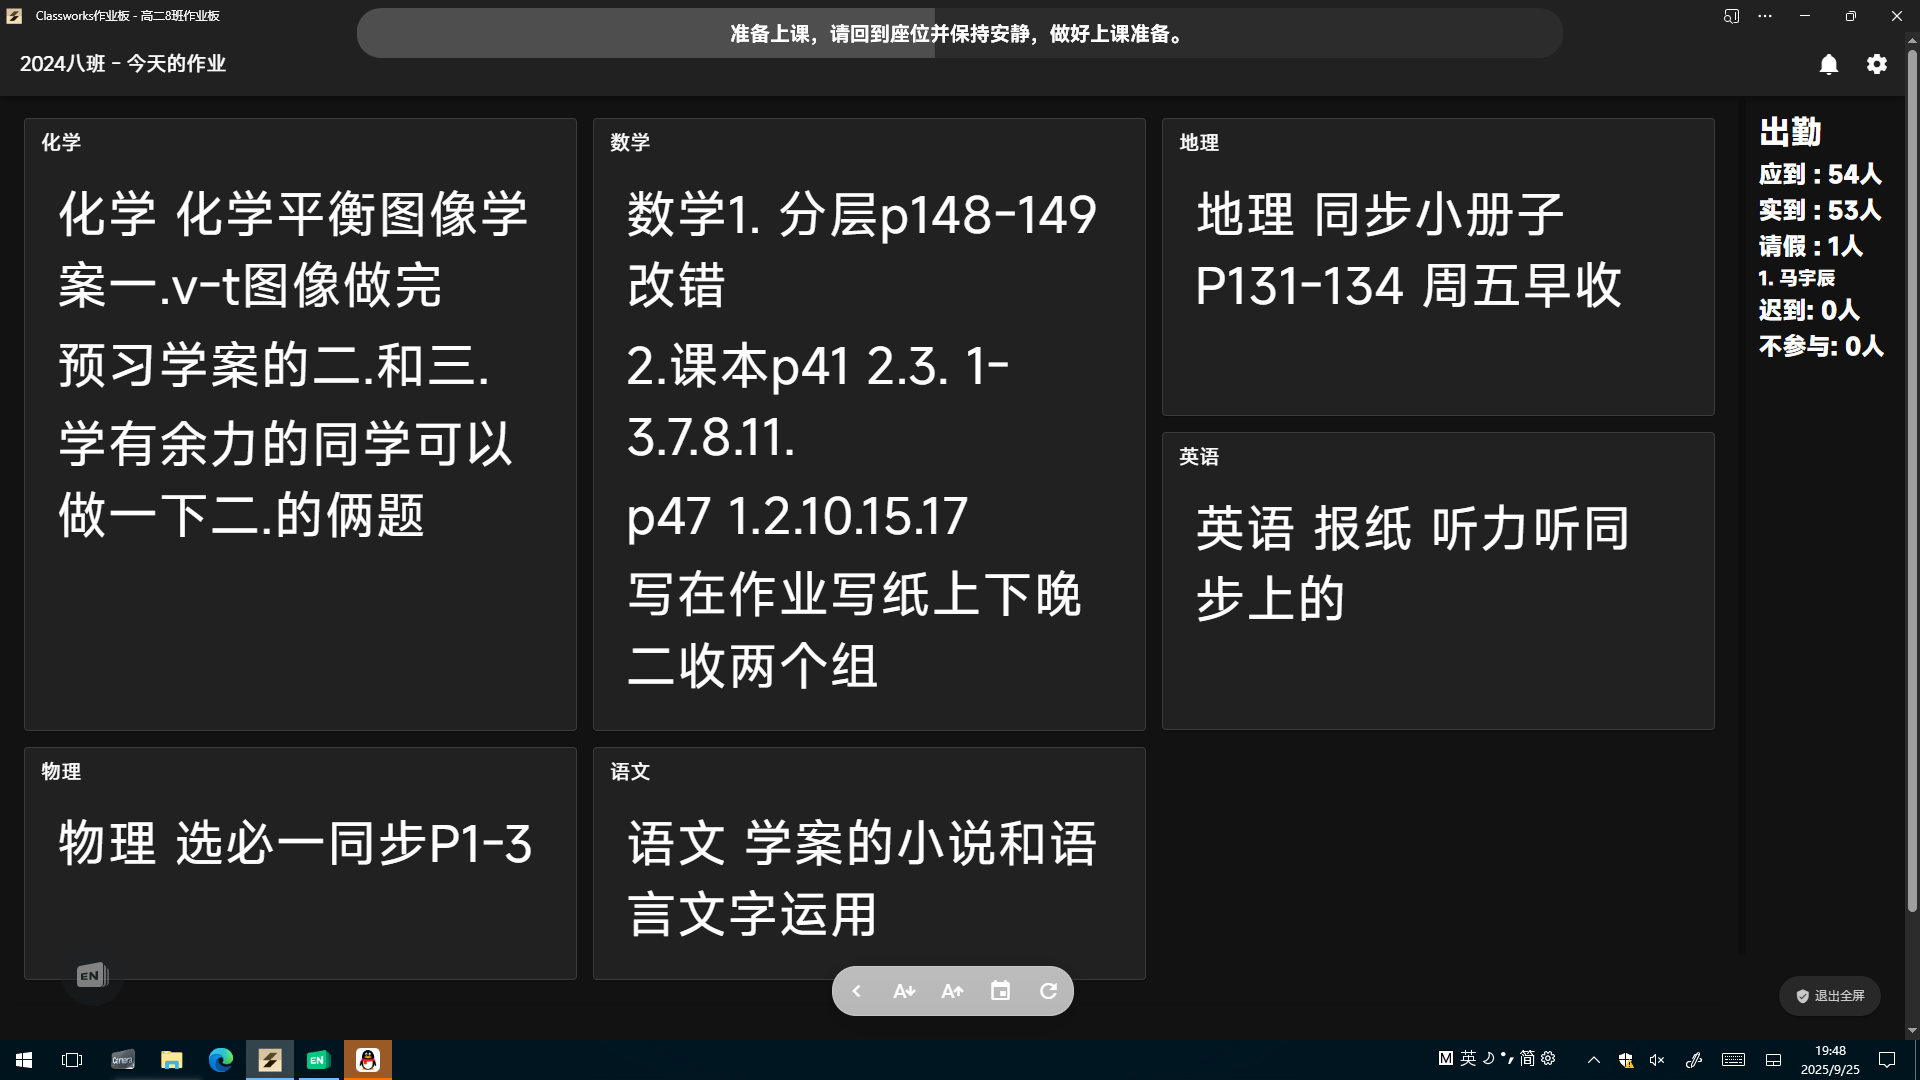 Classworks作业板 - 高二8班作业板
准备上课，请回到座位并保持安静，做好上课准备。
2024八班 - 今天的作业
化学
化学 化学平衡图像学
案一.v-t图像做完
预习学案的二.和三.
学有余力的同学可以
做一下二.的俩题
数学
数学1. 分层p148-149
改错
2.课本p41 2.3. 1-
3.7.8.11.
p47 1.2.10.15.17
写在作业写纸上下晚
二收两个组
地理
地理 同步小册子
P131-134 周五早收
英语
英语 报纸 听力听同
步上的
物理
物理 选必一同步P1-3
语文
语文 学案的小说和语
言文字运用
出勤
应到 : 54人
实到 : 53人
请假 : 1人
1. 马宇辰
迟到: 0人
不参与: 0人
EN
A
A
退出全屏
Camera
EN
M 英 简
19:48
2025/9/25